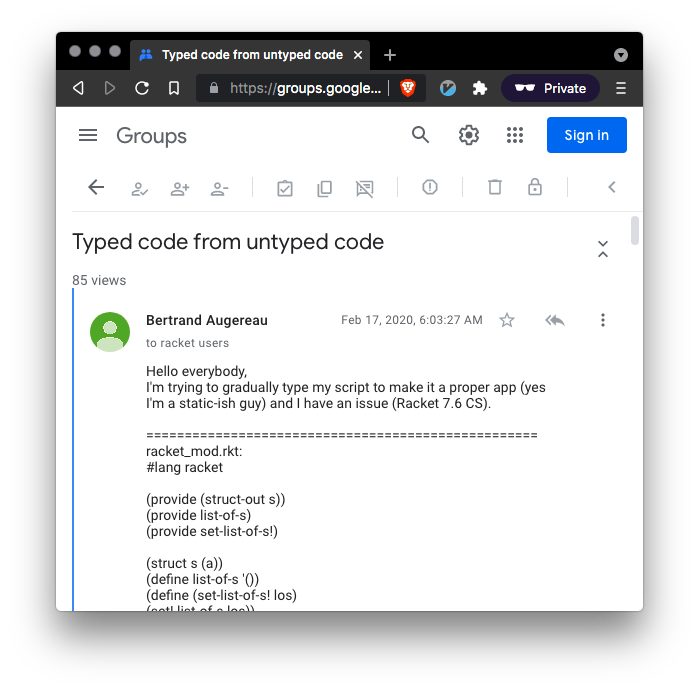 Typed code from untyped code
https://groups.google...
Private
Groups
Sign in
Typed code from untyped code
85 views
Bertrand Augereau
Feb 17, 2020, 6:03:27 AM
to racket users
Hello everybody,
I'm trying to gradually type my script to make it a proper app (yes
I'm a static-ish guy) and I have an issue (Racket 7.6 CS).
===================================================
racket_mod.rkt:
#lang racket
(provide (struct-out s))
(provide list-of-s)
(provide set-list-of-s!)
(struct s (a))
(define list-of-s '())
(define (set-list-of-s! los)
(set! list-of-s los))